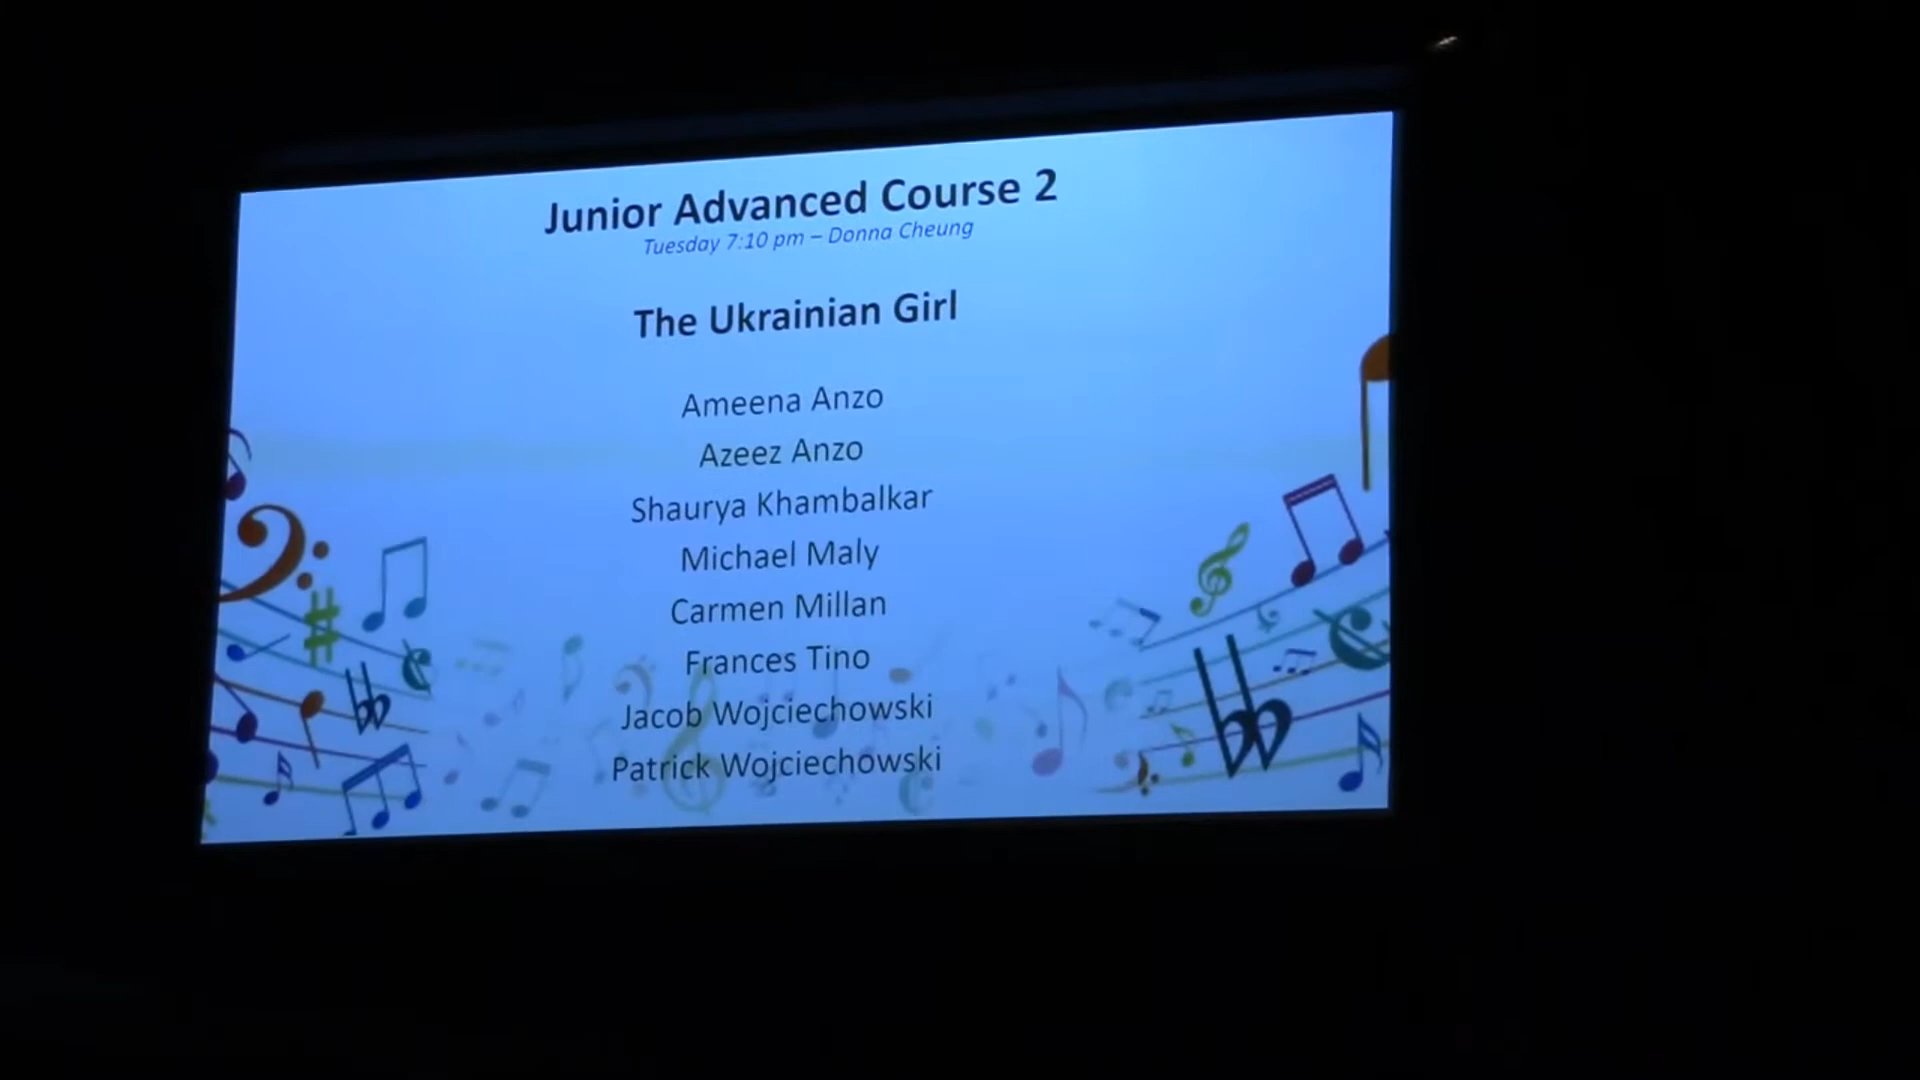 Junior Advanced Course 2
Tuesday 7:10 pm – Donna Cheung
The Ukrainian Girl
Ameena Anzo
Azeez Anzo
Shaurya Khambalkar
Michael Maly
Carmen Millan
Frances Tino
Jacob Wojciechowski
Patrick Wojciechowski